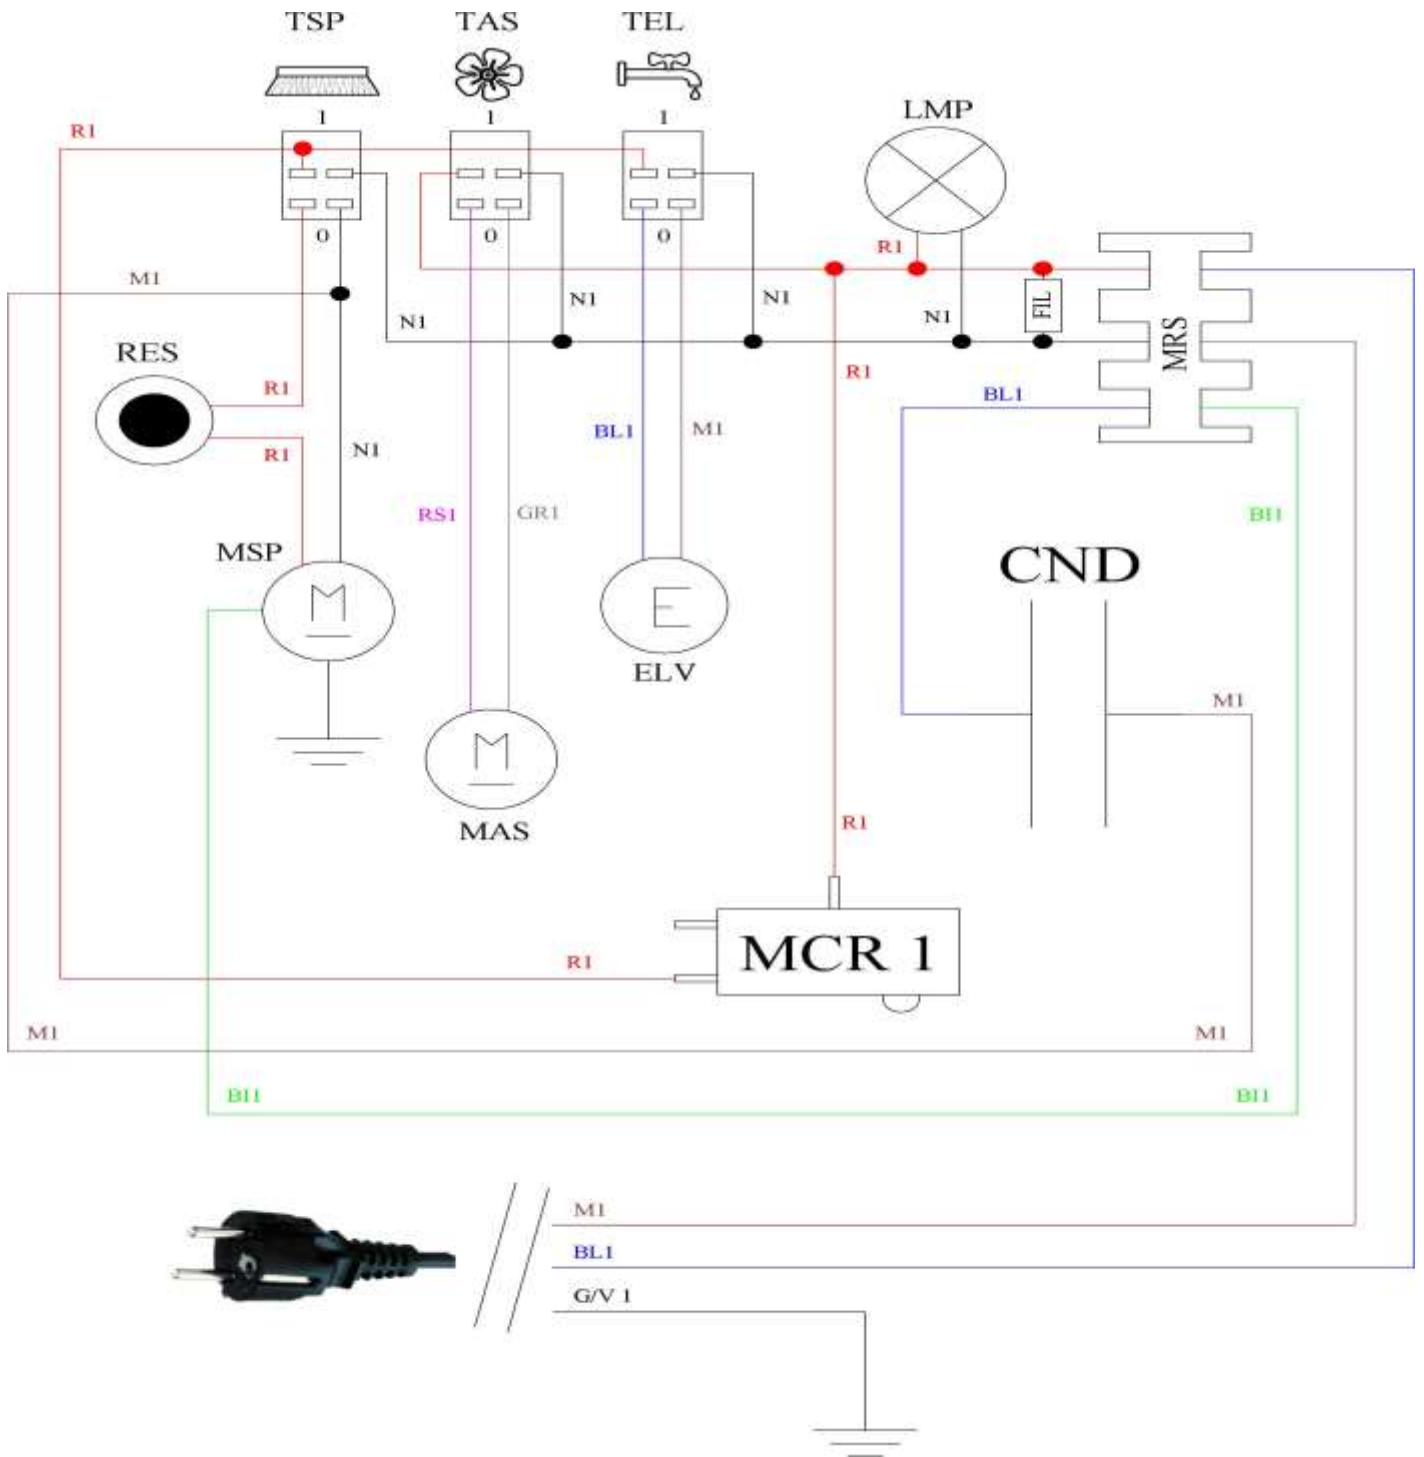 TSP TAS TEL
1 1 1
LMP
R1
0 0 0
R1
M1
N1 N1 N1
N1
FIL
MRS
RES
R1
R1
BL1
BL1 M1
R1
N1
RS1 GR1
BI1
MSP
M
CND
E
ELV
M1
M
MAS
R1
MCR 1
R1
M1 M1
BI1 BI1
M1
BL1
G/V 1